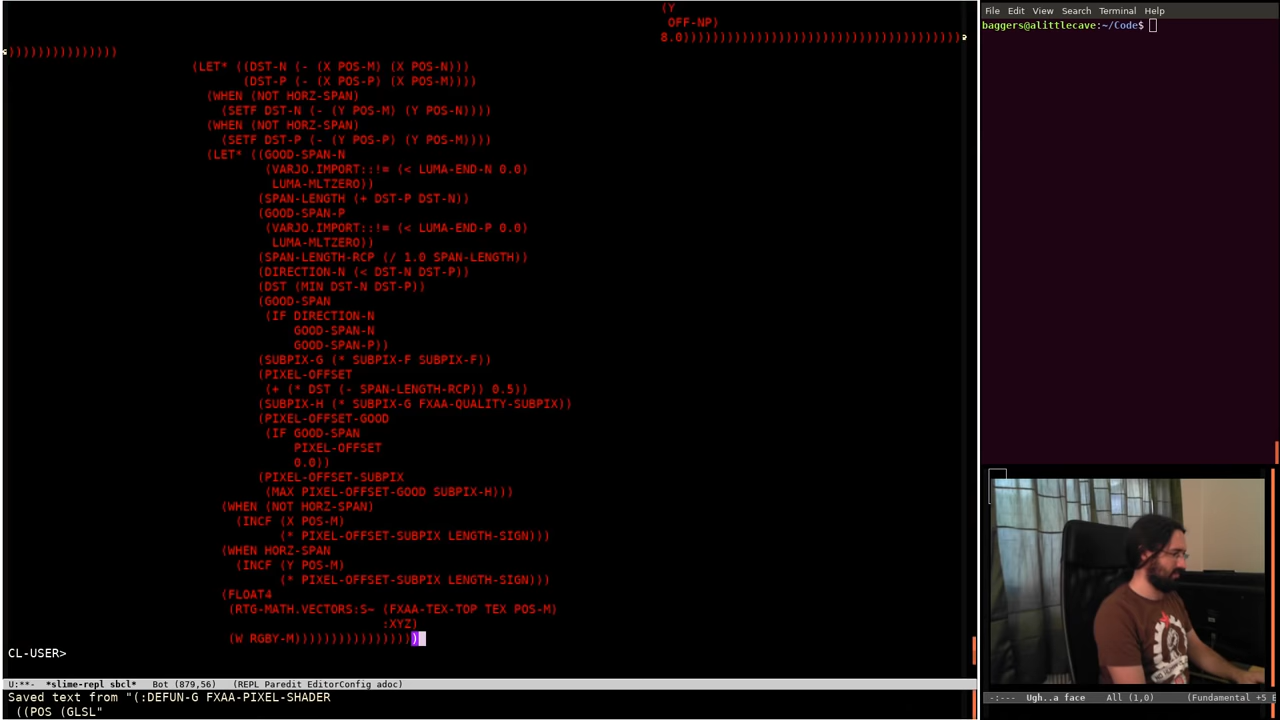 (Y
OFF-NP)
8.0)))))))))))))))))))))))))))))))))))))))
)))))))))))))))
(LET* ((DST-N (- (X POS-M) (X POS-N)))
(DST-P (- (X POS-P) (X POS-M))))
(WHEN (NOT HORZ-SPAN)
(SETF DST-N (- (Y POS-M) (Y POS-N))))
(WHEN (NOT HORZ-SPAN)
(SETF DST-P (- (Y POS-P) (Y POS-M))))
(LET* ((GOOD-SPAN-N
(VARJO.IMPORT::!= (< LUMA-END-N 0.0)
LUMA-MLTZERO))
(SPAN-LENGTH (+ DST-P DST-N))
(GOOD-SPAN-P
(VARJO.IMPORT::!= (< LUMA-END-P 0.0)
LUMA-MLTZERO))
(SPAN-LENGTH-RCP (/ 1.0 SPAN-LENGTH))
(DIRECTION-N (< DST-N DST-P))
(DST (MIN DST-N DST-P))
(GOOD-SPAN
(IF DIRECTION-N
GOOD-SPAN-N
GOOD-SPAN-P))
(SUBPIX-G (* SUBPIX-F SUBPIX-F))
(PIXEL-OFFSET
(+ (* DST (- SPAN-LENGTH-RCP)) 0.5))
(SUBPIX-H (* SUBPIX-G FXAA-QUALITY-SUBPIX))
(PIXEL-OFFSET-GOOD
(IF GOOD-SPAN
PIXEL-OFFSET
0.0))
(PIXEL-OFFSET-SUBPIX
(MAX PIXEL-OFFSET-GOOD SUBPIX-H)))
(WHEN (NOT HORZ-SPAN)
(INCF (X POS-M)
(* PIXEL-OFFSET-SUBPIX LENGTH-SIGN)))
(WHEN HORZ-SPAN
(INCF (Y POS-M)
(* PIXEL-OFFSET-SUBPIX LENGTH-SIGN)))
(FLOAT4
(RTG-MATH.VECTORS:S~ (FXAA-TEX-TOP TEX POS-M)
:XYZ)
(W RGBY-M)))))))))))))))))
CL-USER>
U:**- *slime-repl sbcl* Bot (879,56) (REPL Paredit EditorConfig adoc)
Saved text from "(:DEFUN-G FXAA-PIXEL-SHADER
((POS (GLSL"
File Edit View Search Terminal Help
baggers@alittlecave:~/Code$
-:--- Ugh..a face All (1,0) (Fundamental +5 E